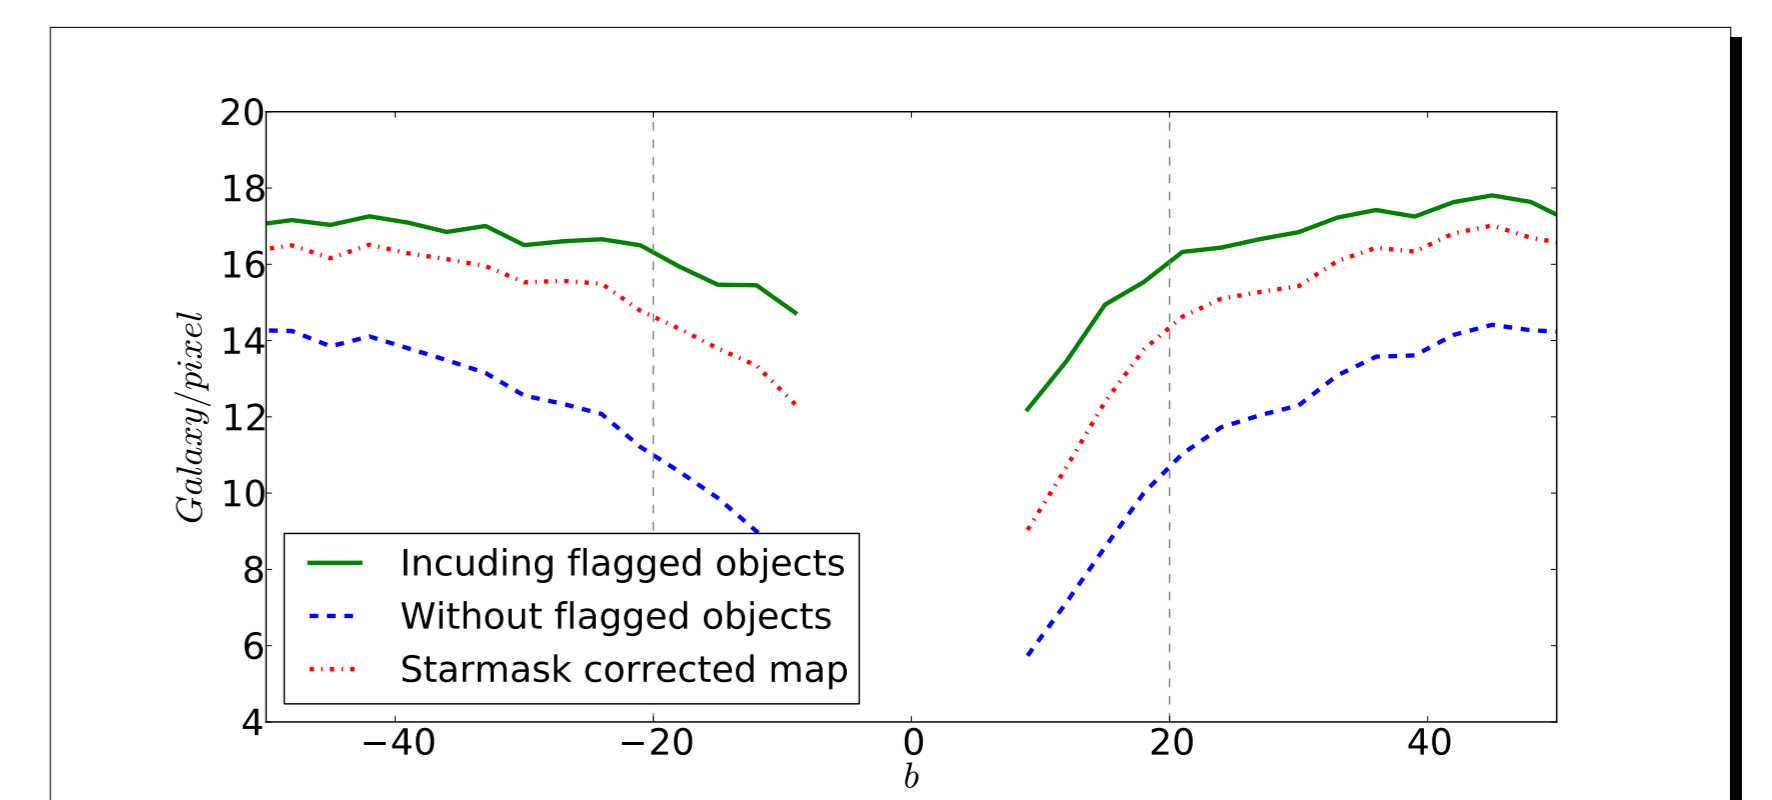 20
18
16
14
12
10
8
6
4
Galaxy/pixel
Incuding flagged objects
Without flagged objects
Starmask corrected map
−40 −20 0 20 40
b